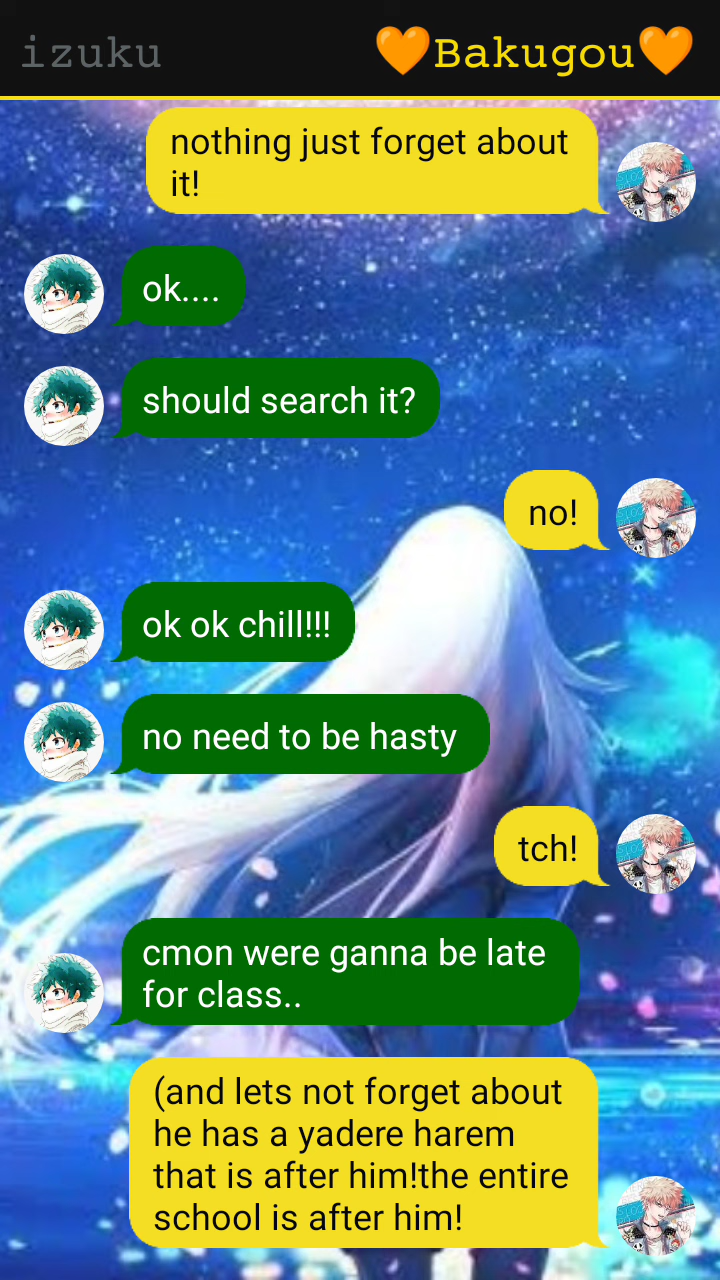 izuku 🧡Bakugou🧡
nothing just forget about
it!
ok....
should search it?
no!
ok ok chill!!!
no need to be hasty
tch!
cmon were ganna be late
for class..
(and lets not forget about
he has a yadere harem
that is after him!the entire
school is after him!